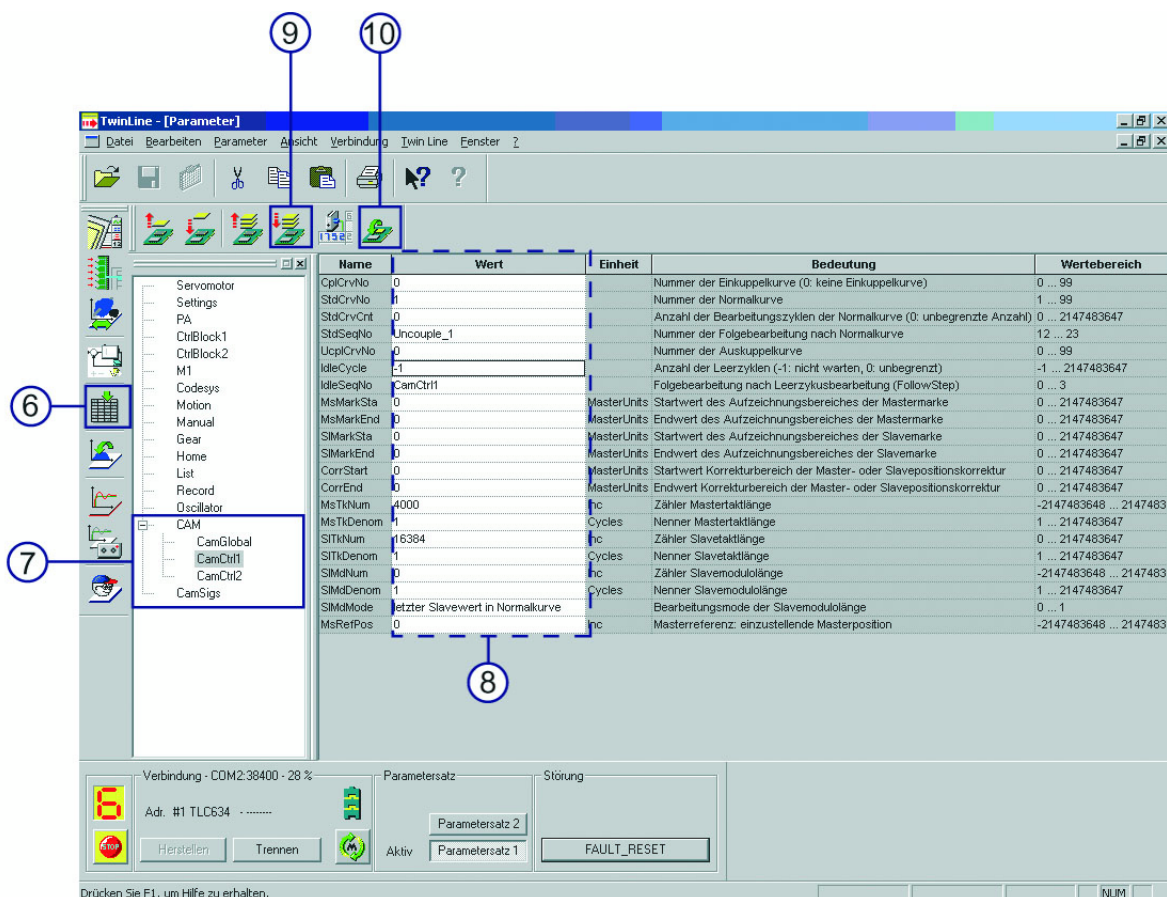 9 10
TwinLine - [Parameter]
Datei Bearbeiten Parameter Ansicht Verbindung Twin Line Fenster ?
6
7
8
Servomotor
Settings
PA
CtrlBlock1
CtrlBlock2
M1
Codesys
Motion
Manual
Gear
Home
List
Record
Oscillator
CAM
CamGlobal
CamCtrl1
CamCtrl2
CamSigs
Name Wert Einheit Bedeutung Wertebereich
CplCrvNo 0 Nummer der Einkuppelkurve (0: keine Einkuppelkurve) 0 ... 99
StdCrvNo 1 Nummer der Normalkurve 1 ... 99
StdCrvCnt 0 Anzahl der Bearbeitungszyklen der Normalkurve (0: unbegrenzte Anzahl) 0 ... 2147483647
StdSeqNo Uncouple_1 Nummer der Folgebearbeitung nach Normalkurve 12 ... 23
UcplCrvNo 0 Nummer der Auskuppelkurve 0 ... 99
IdleCycle -1 Anzahl der Leerzyklen (-1: nicht warten, 0: unbegrenzt) -1 ... 2147483647
IdleSeqNo CamCtrl1 Folgebearbeitung nach Leerzykusbearbeitung (FollowStep) 0 ... 3
MsMarkSta 0 MasterUnits Startwert des Aufzeichnungsbereiches der Mastermarke 0 ... 2147483647
MsMarkEnd 0 MasterUnits Endwert des Aufzeichnungsbereiches der Mastermarke 0 ... 2147483647
SlMarkSta 0 MasterUnits Startwert des Aufzeichnungsbereiches der Slavemarke 0 ... 2147483647
SlMarkEnd 0 MasterUnits Endwert des Aufzeichnungsbereiches der Slavemarke 0 ... 2147483647
CorrStart 0 MasterUnits Startwert Korrekturbereich der Master- oder Slavepositionskorrektur 0 ... 2147483647
CorrEnd 0 MasterUnits Endwert Korrekturbereich der Master- oder Slavepositionskorrektur 0 ... 2147483647
MsTkNum 4000 Inc Zähler Mastertaktlänge -2147483648 ... 2147483
MsTkDenom 1 Cycles Nenner Mastertaktlänge 1 ... 2147483647
SlTkNum 16384 Inc Zähler Slavetaktlänge -2147483648 ... 2147483
SlTkDenom 1 Cycles Nenner Slavetaktlänge 1 ... 2147483647
SlMdNum 0 Inc Zähler Slavemodulolänge -2147483648 ... 2147483
SlMdDenom 1 Cycles Nenner Slavemodulolänge 1 ... 2147483647
SlMdMode letzter Slavewert in Normalkurve Bearbeitungsmode der Slavemodulolänge 0 ... 1
MsRefPos 0 Inc Masterreferenz: einzustellende Masterposition -2147483648 ... 2147483
Verbindung - COM2:38400 - 28 %
Adr. #1 TLC634 - --------
Herstellen Trennen
6
STOP
M
Parametersatz
Parametersatz 2
Aktiv Parametersatz 1
Störung
FAULT_RESET
Drücken Sie F1, um Hilfe zu erhalten.
NUM